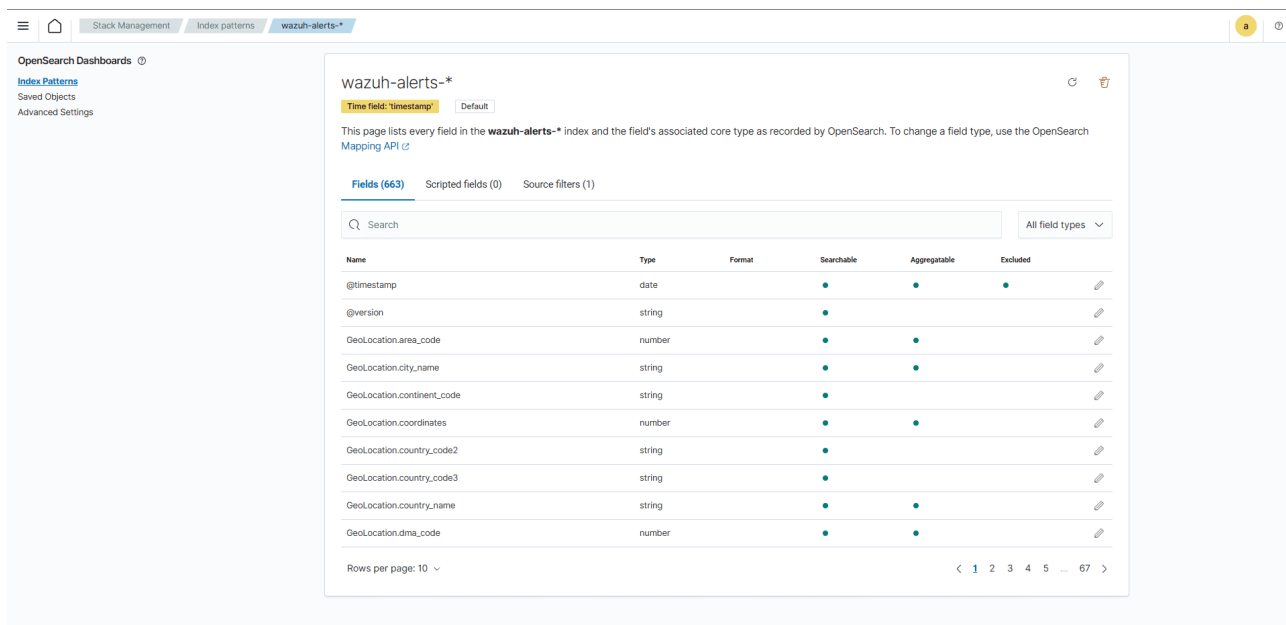 Stack Management Index patterns wazuh-alerts-* a
OpenSearch Dashboards
Index Patterns
Saved Objects
Advanced Settings
wazuh-alerts-*
Time field: 'timestamp' Default
This page lists every field in the wazuh-alerts-* index and the field's associated core type as recorded by OpenSearch. To change a field type, use the OpenSearch
Mapping API
Fields (663) Scripted fields (0) Source filters (1)
Search All field types
Name Type Format Searchable Aggregatable Excluded
@timestamp date
@version string
GeoLocation.area_code number
GeoLocation.city_name string
GeoLocation.continent_code string
GeoLocation.coordinates number
GeoLocation.country_code2 string
GeoLocation.country_code3 string
GeoLocation.country_name string
GeoLocation.dma_code number
Rows per page: 10 < 1 2 3 4 5 ... 67 >